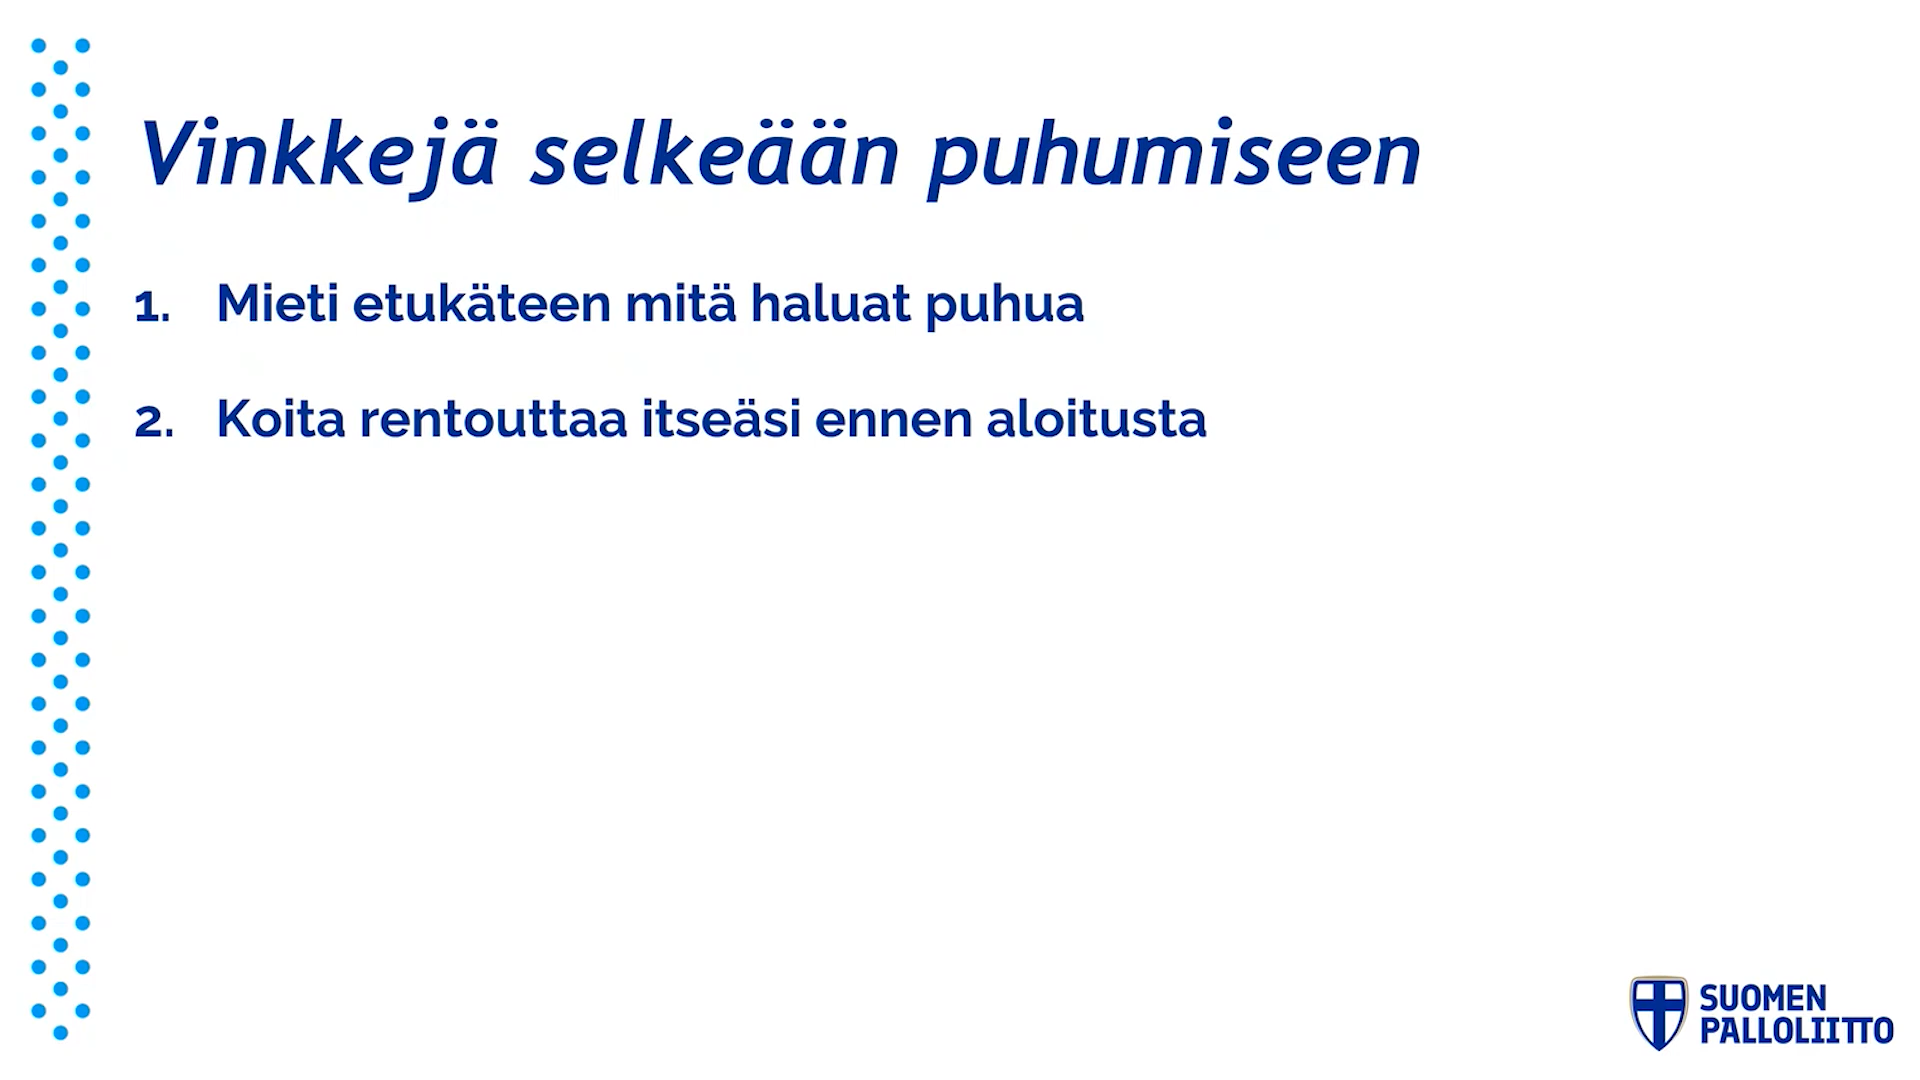 Vinkkejä selkeään puhumiseen
1. Mieti etukäteen mitä haluat puhua
2. Koita rentouttaa itseäsi ennen aloitusta
SUOMEN
PALLOLIITTO